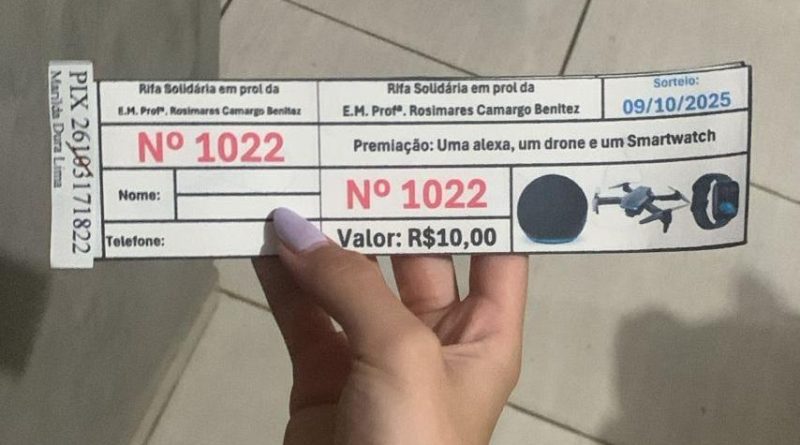 PIX 26103171822
Marilda Dura Lima
Rifa Solidária em prol da
E.M. Profª. Rosimares Camargo Benitez
Nº 1022
Nome:
Telefone:
Rifa Solidária em prol da
E.M. Profª. Rosimares Camargo Benitez
Sorteio:
09/10/2025
Premiação: Uma alexa, um drone e um Smartwatch
Nº 1022
Valor: R$10,00